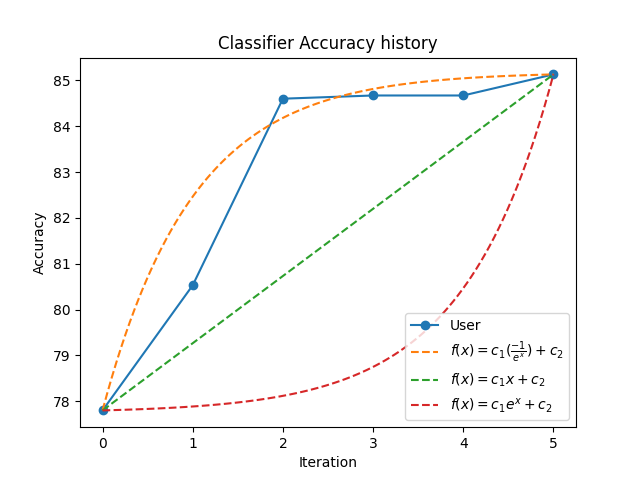 Classifier Accuracy history
85
84
83
82
81
80
79
78
Accuracy
0 1 2 3 4 5
Iteration
User
f(x) = c₁(−1/eˣ) + c₂
f(x) = c₁x + c₂
f(x) = c₁eˣ + c₂